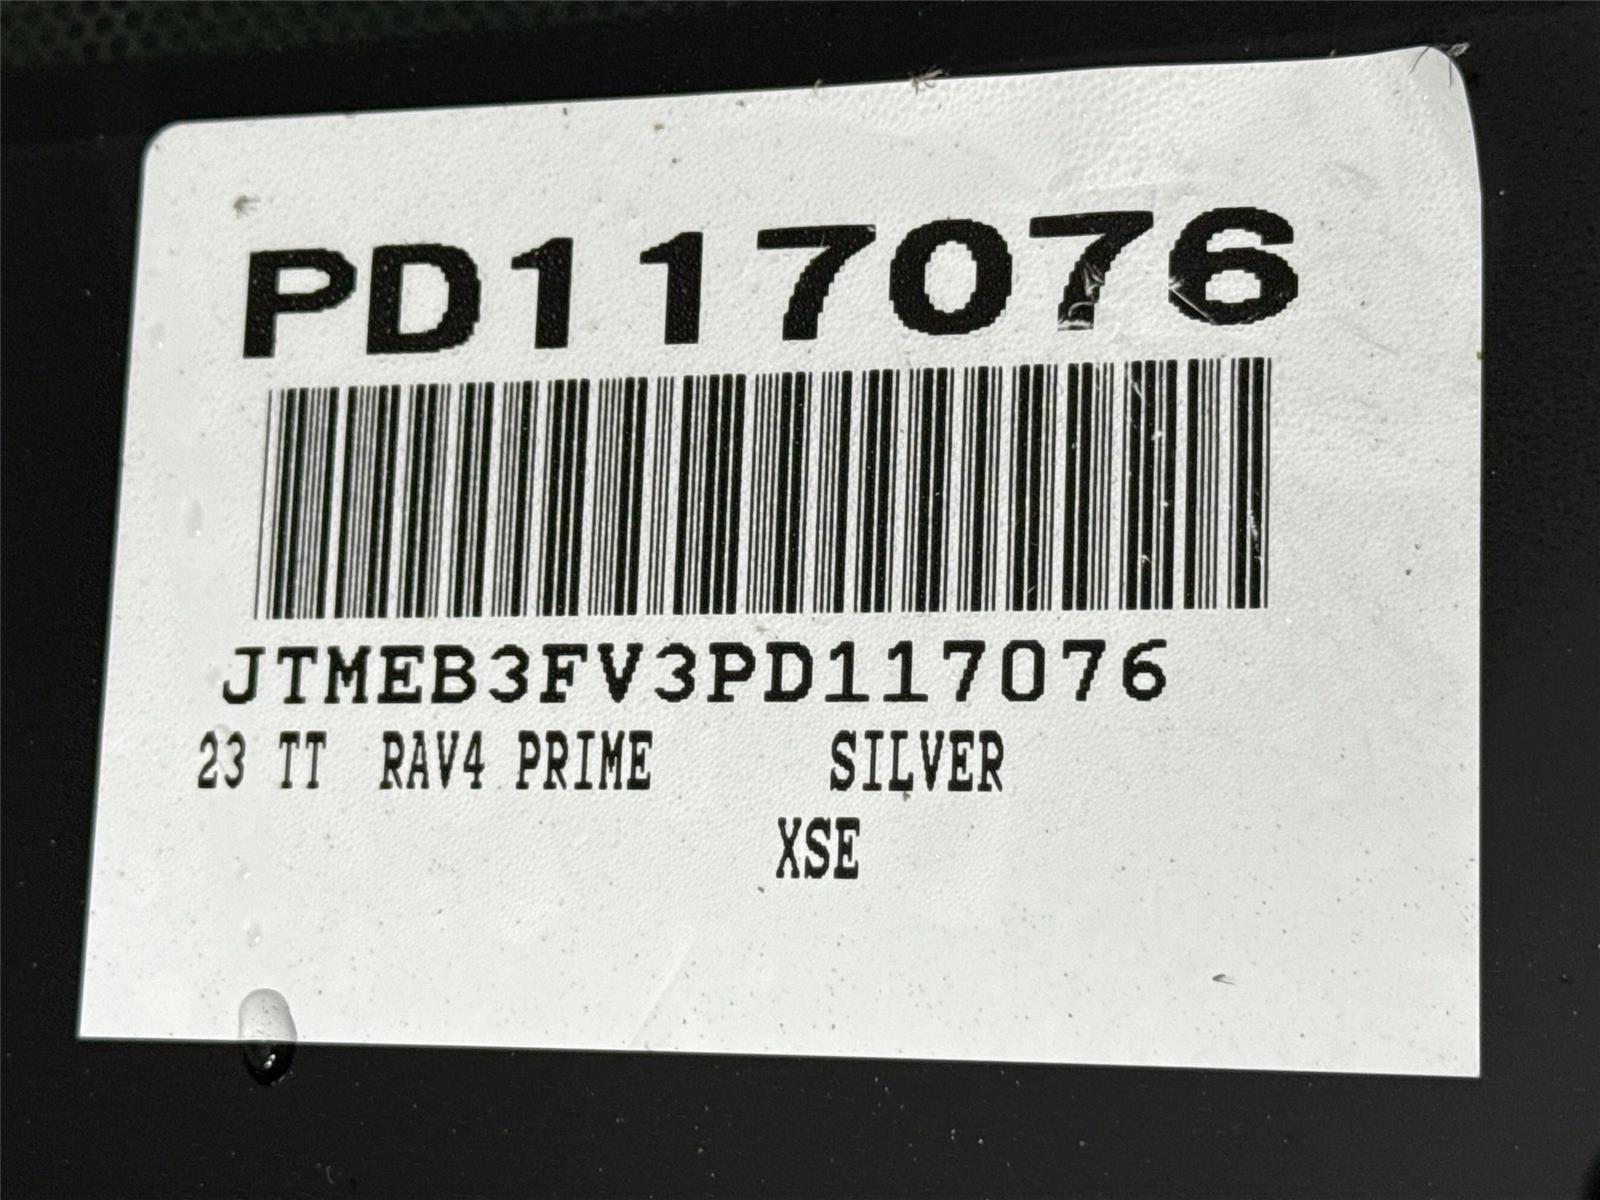 PD117076
JTMEB3FV3PD117076
23 TT RAV4 PRIME SILVER
XSE